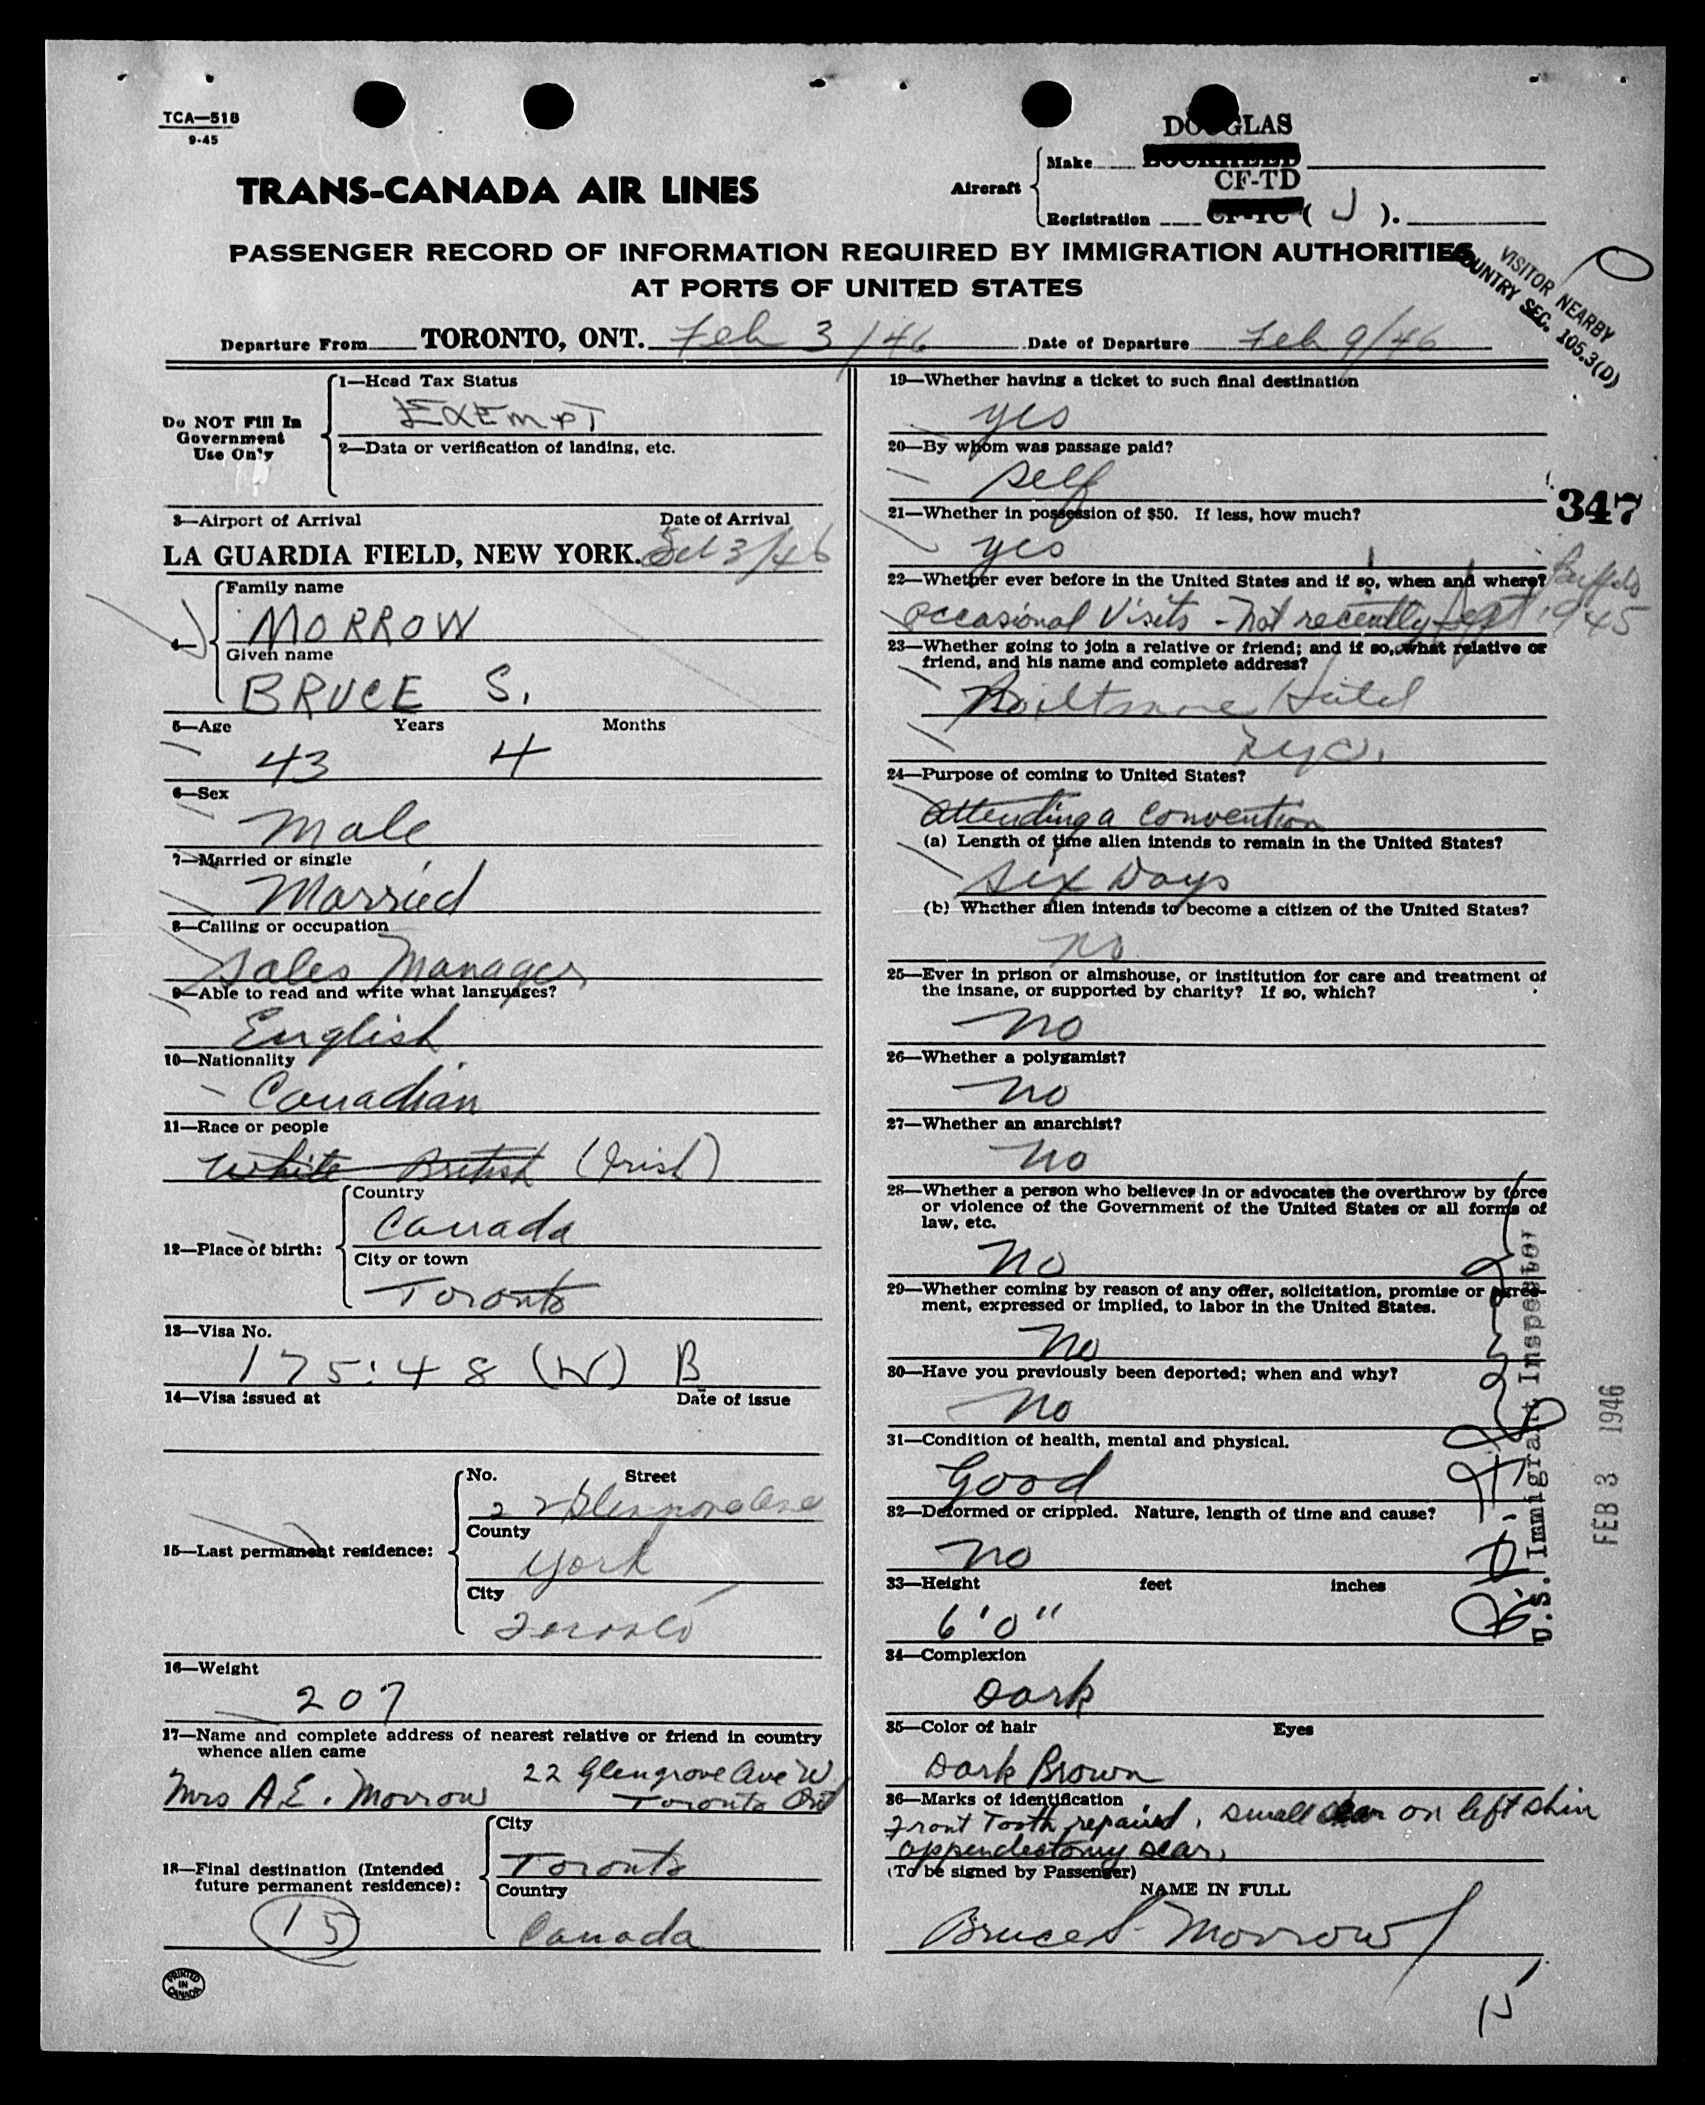 TCA—518
9-45
DOUGLAS
Make LOCKHEED
TRANS-CANADA AIR LINES
Aircraft
CF-TD
Registration CF-TC ( J ).
PASSENGER RECORD OF INFORMATION REQUIRED BY IMMIGRATION AUTHORITIES
AT PORTS OF UNITED STATES
VISITOR NEARBY
COUNTRY SEC. 105.3(D)
Departure From TORONTO, ONT. Feb 3/46 Date of Departure Feb 9/46
Do NOT Fill In
Government
Use Only
1—Head Tax Status
EXEMPT
2—Data or verification of landing, etc.
3—Airport of Arrival Date of Arrival
LA GUARDIA FIELD, NEW YORK. Feb 3/46
4—
Family name
MORROW
Given name
BRUCE S.
5—Age Years Months
43 4
6—Sex
Male
7—Married or single
Married
8—Calling or occupation
Sales Manager
9—Able to read and write what languages?
English
10—Nationality
Canadian
11—Race or people
White British (Irish)
12—Place of birth:
Country
Canada
City or town
Toronto
13—Visa No.
175:48 (W) B
14—Visa issued at Date of issue
15—Last permanent residence:
No. Street
22 Glengrove Ave
County
York
City
Toronto
16—Weight
207
17—Name and complete address of nearest relative or friend in country
whence alien came
Mrs A.E. Morrow 22 Glengrove Ave W
Toronto Ont
18—Final destination (Intended
future permanent residence):
City
Toronto
Country
Canada
15
PRINTED
IN
CANADA
19—Whether having a ticket to such final destination
yes
20—By whom was passage paid?
self
21—Whether in possession of $50. If less, how much?
yes
347
22—Whether ever before in the United States and if so, when and where?
Buffalo
occasional Visits - Not recently Sept 1945
23—Whether going to join a relative or friend; and if so, what relative or
friend, and his name and complete address?
Biltmore Hotel
NYC.
24—Purpose of coming to United States?
Attending a convention
(a) Length of time alien intends to remain in the United States?
six Days
(b) Whether alien intends to become a citizen of the United States?
no
25—Ever in prison or almshouse, or institution for care and treatment of
the insane, or supported by charity? If so, which?
no
26—Whether a polygamist?
no
27—Whether an anarchist?
no
28—Whether a person who believes in or advocates the overthrow by force
or violence of the Government of the United States or all forms of
law, etc.
no
29—Whether coming by reason of any offer, solicitation, promise or agree-
ment, expressed or implied, to labor in the United States.
no
30—Have you previously been deported; when and why?
no
31—Condition of health, mental and physical.
Good
32—Deformed or crippled. Nature, length of time and cause?
no
33—Height feet inches
6'0"
34—Complexion
Dark
35—Color of hair Eyes
Dark Brown
36—Marks of identification
Front Tooth repaired, small scar on left shin
appendectomy scar.
(To be signed by Passenger)
NAME IN FULL
Bruce S. Morrow
U.S. Immigrant Inspector
FEB 3 1946